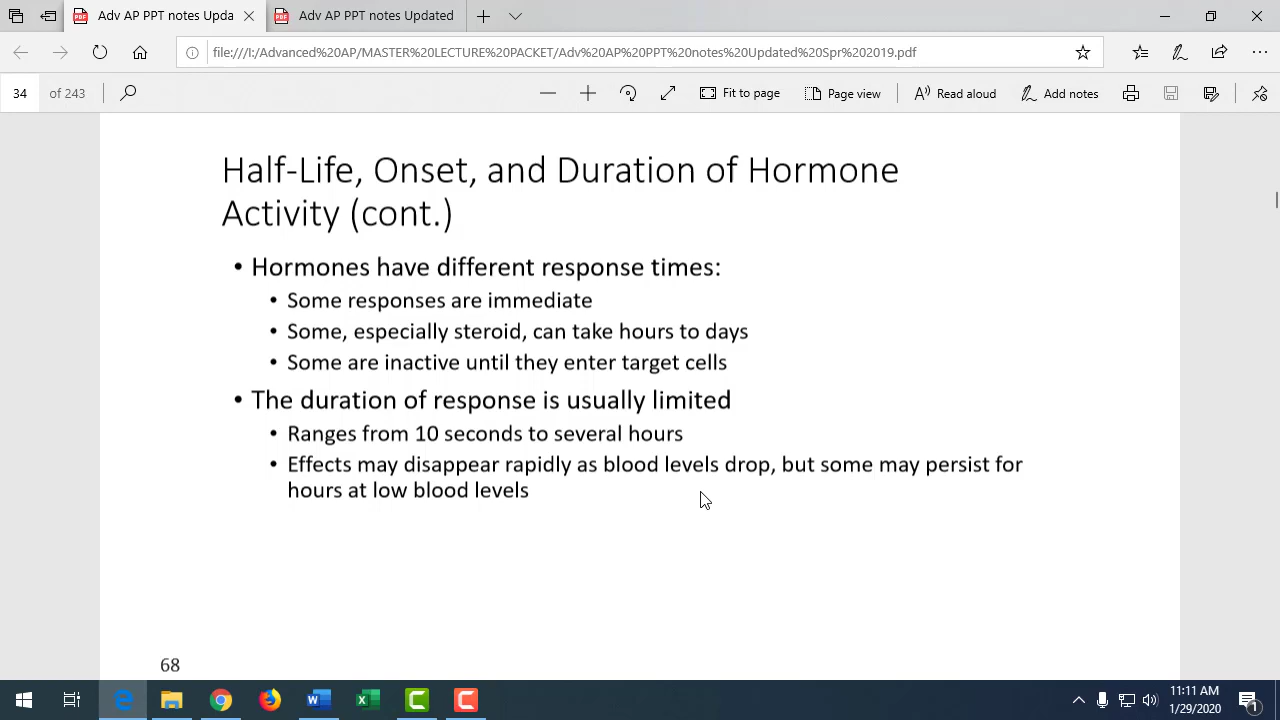 Adv AP PPT notes Updat
Adv AP PPT notes Updated
file:///I:/Advanced%20AP/MASTER%20LECTURE%20PACKET/Adv%20AP%20PPT%20notes%20Updated%20Spr%202019.pdf
34 of 243
Fit to page
Page view
Read aloud
Add notes
Half-Life, Onset, and Duration of Hormone
Activity (cont.)
• Hormones have different response times:
• Some responses are immediate
• Some, especially steroid, can take hours to days
• Some are inactive until they enter target cells
• The duration of response is usually limited
• Ranges from 10 seconds to several hours
• Effects may disappear rapidly as blood levels drop, but some may persist for
hours at low blood levels
68
11:11 AM
1/29/2020
1